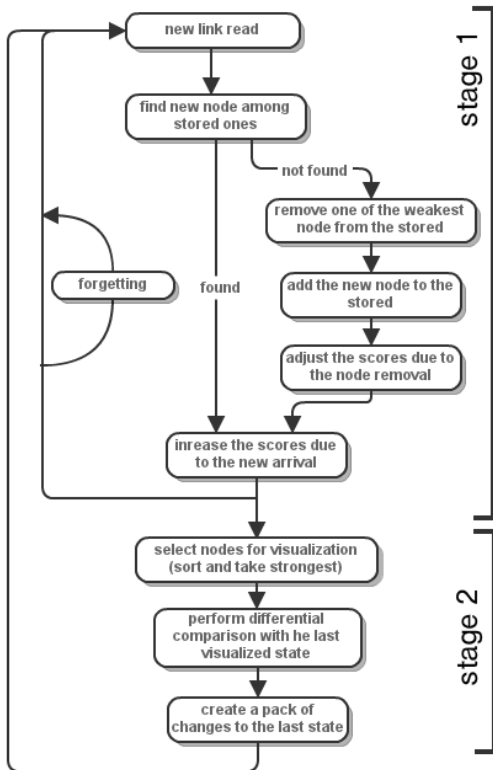 new link read
stage 1
find new node among
stored ones
not found
remove one of the weakest
node from the stored
forgetting
found
add the new node to the
stored
adjust the scores due to
the node removal
inrease the scores due
to the new arrival
select nodes for visualization
(sort and take strongest)
stage 2
perform differential
comparison with he last
visualized state
create a pack of
changes to the last state